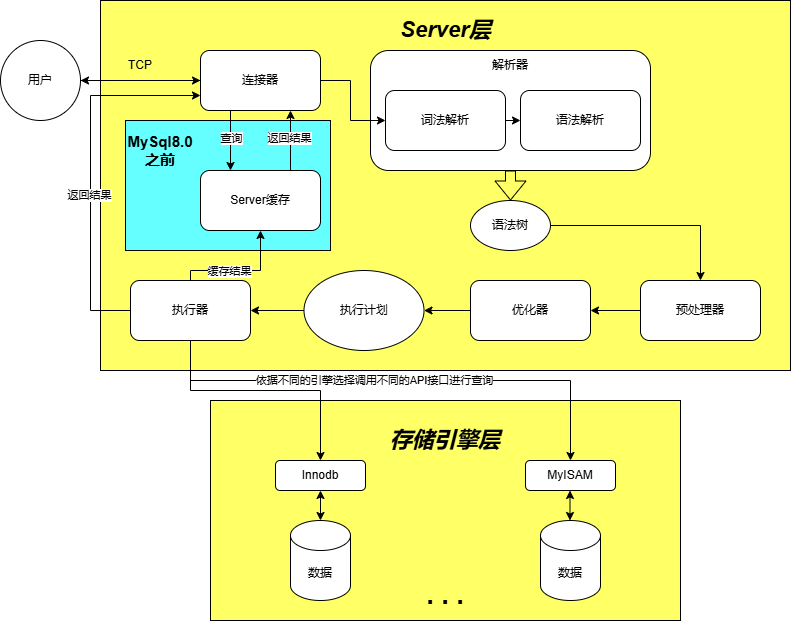 Server层
用户
TCP
连接器
解析器
词法解析
语法解析
查询
返回结果
MySql8.0
之前
Server缓存
返回结果
语法树
缓存结果
执行器
执行计划
优化器
预处理器
依据不同的引擎选择调用不同的API接口进行查询
存储引擎层
Innodb
MyISAM
数据
数据
. . .